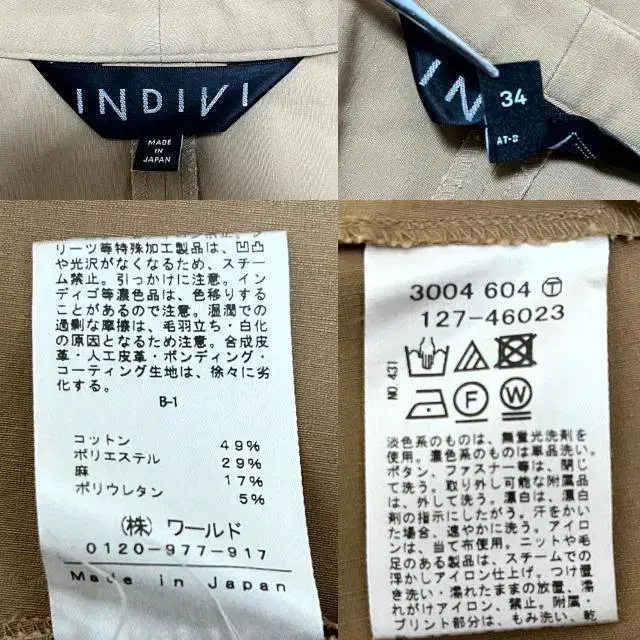 INDIVI
MADE IN
JAPAN
IN
34
AT-S
リーツ等特殊加工製品は、凹凸
や光沢がなくなるため、スチー
ム禁止。引っかけに注意。イン
ディゴ等濃色品は、色移りする
ことがあるので注意。湿潤での
過剰な摩擦は、毛羽立ち・白化
の原因となるため注意。合成皮
革・人工皮革・ボンディング・
コーティング生地は、徐々に劣
化する。
B-1
コットン 49%
ポリエステル 29%
麻 17%
ポリウレタン 5%
(株) ワールド
0120-977-917
Made in Japan
3004 604 Ⓣ
127-46023
NO.431
F W
淡色系のものは、無蛍光洗剤を
使用。濃色系のものは単品洗い。
ボタン、ファスナー等は、閉じ
て洗う。取り外し可能な附属品
は、外して洗う。漂白は、漂白
剤の指示にしたがう。汗をかい
た場合、速やかに洗う。アイロ
ンは、当て布使用。ニットや毛
足のある製品は、スチームでの
浮かしアイロン仕上げ。つけ置
き洗い・濡れたままの放置、濡
れがけアイロン、禁止。附属・
プリント部分は、もみ洗い、乾